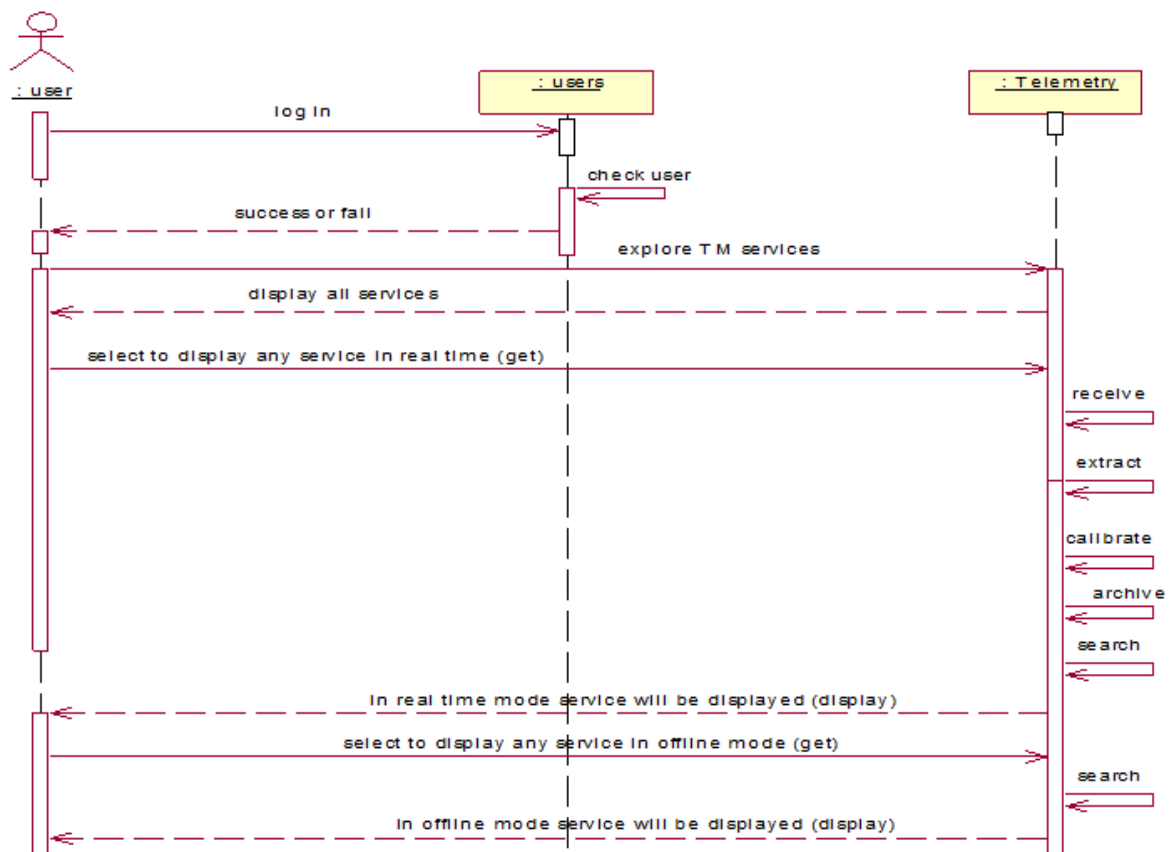 : user
: users
: Telemetry
log in
check user
success or fail
explore TM services
display all services
select to display any service in real time (get)
receive
extract
calibrate
archive
search
in real time mode service will be displayed (display)
select to display any service in offline mode (get)
search
in offline mode service will be displayed (display)